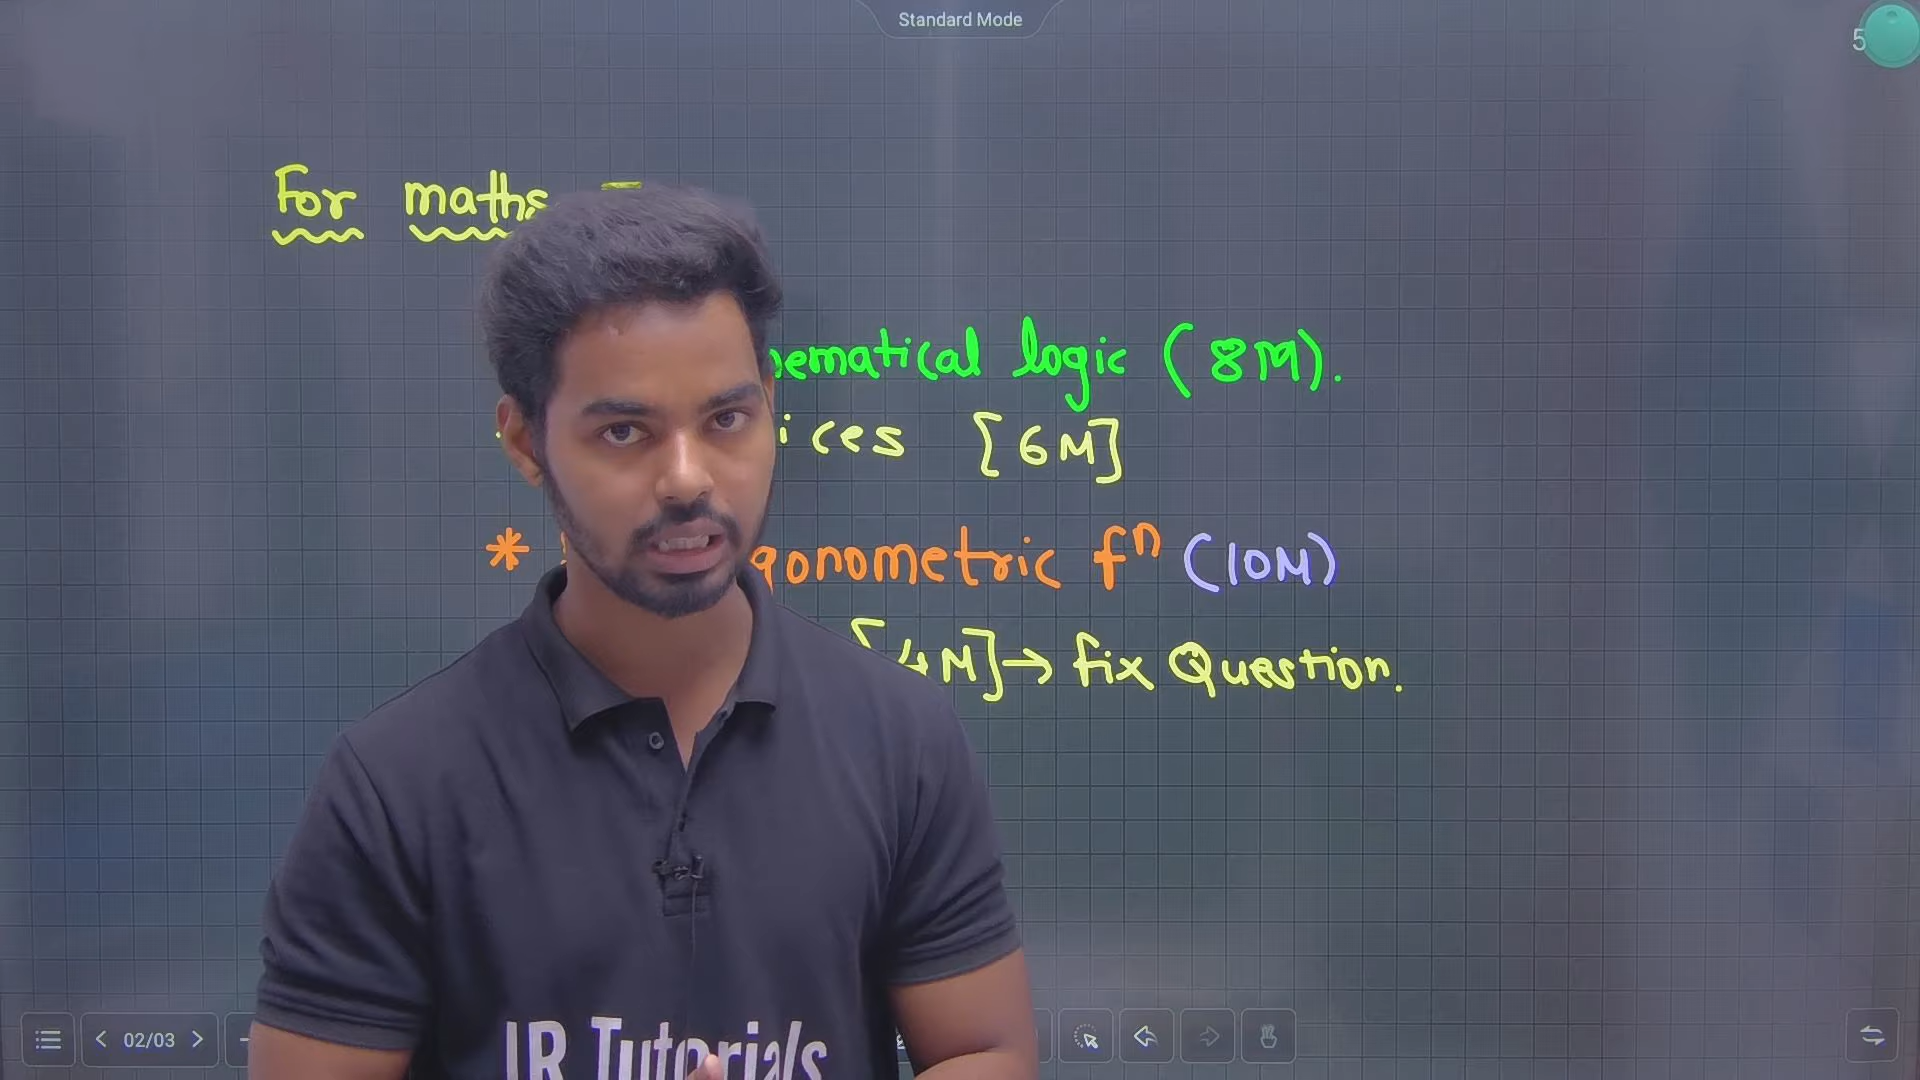 Standard Mode
5
For maths -
ematical logic (8M).
ices [6M]
* gonometric fⁿ (10M)
[4M] → fix Question.
02/03
JR Tutorials